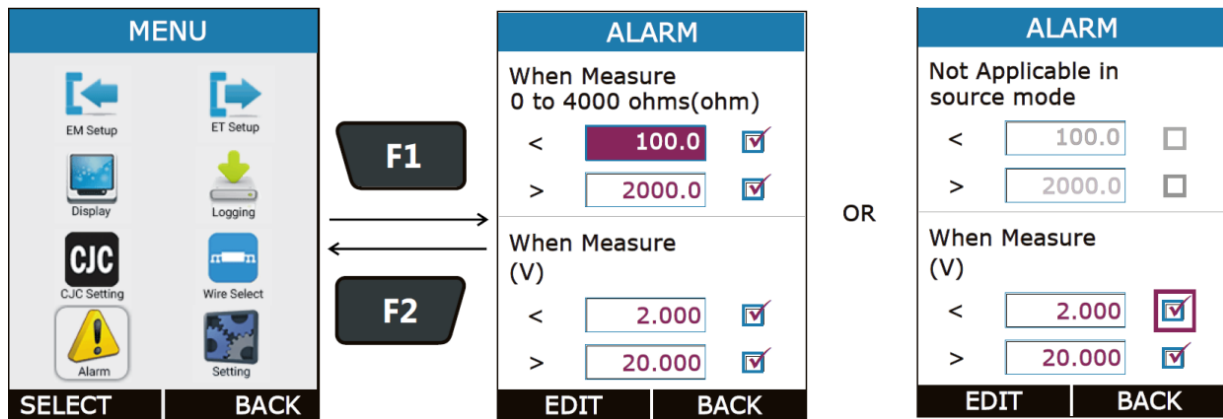 MENU
EM Setup
ET Setup
Display
Logging
CJC
CJC Setting
Wire Select
Alarm
Setting
SELECT
BACK
F1
F2
ALARM
When Measure
0 to 4000 ohms(ohm)
< 100.0
> 2000.0
When Measure
(V)
< 2.000
> 20.000
EDIT
BACK
OR
ALARM
Not Applicable in
source mode
< 100.0
> 2000.0
When Measure
(V)
< 2.000
> 20.000
EDIT
BACK